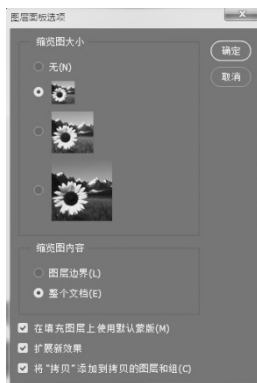 图层面板选项
缩览图大小
无(N)
确定
取消
缩览图内容
图层边界(L)
整个文档(E)
在填充图层上使用默认蒙版(M)
扩展新效果
将“拷贝”添加到拷贝的图层和组(C)